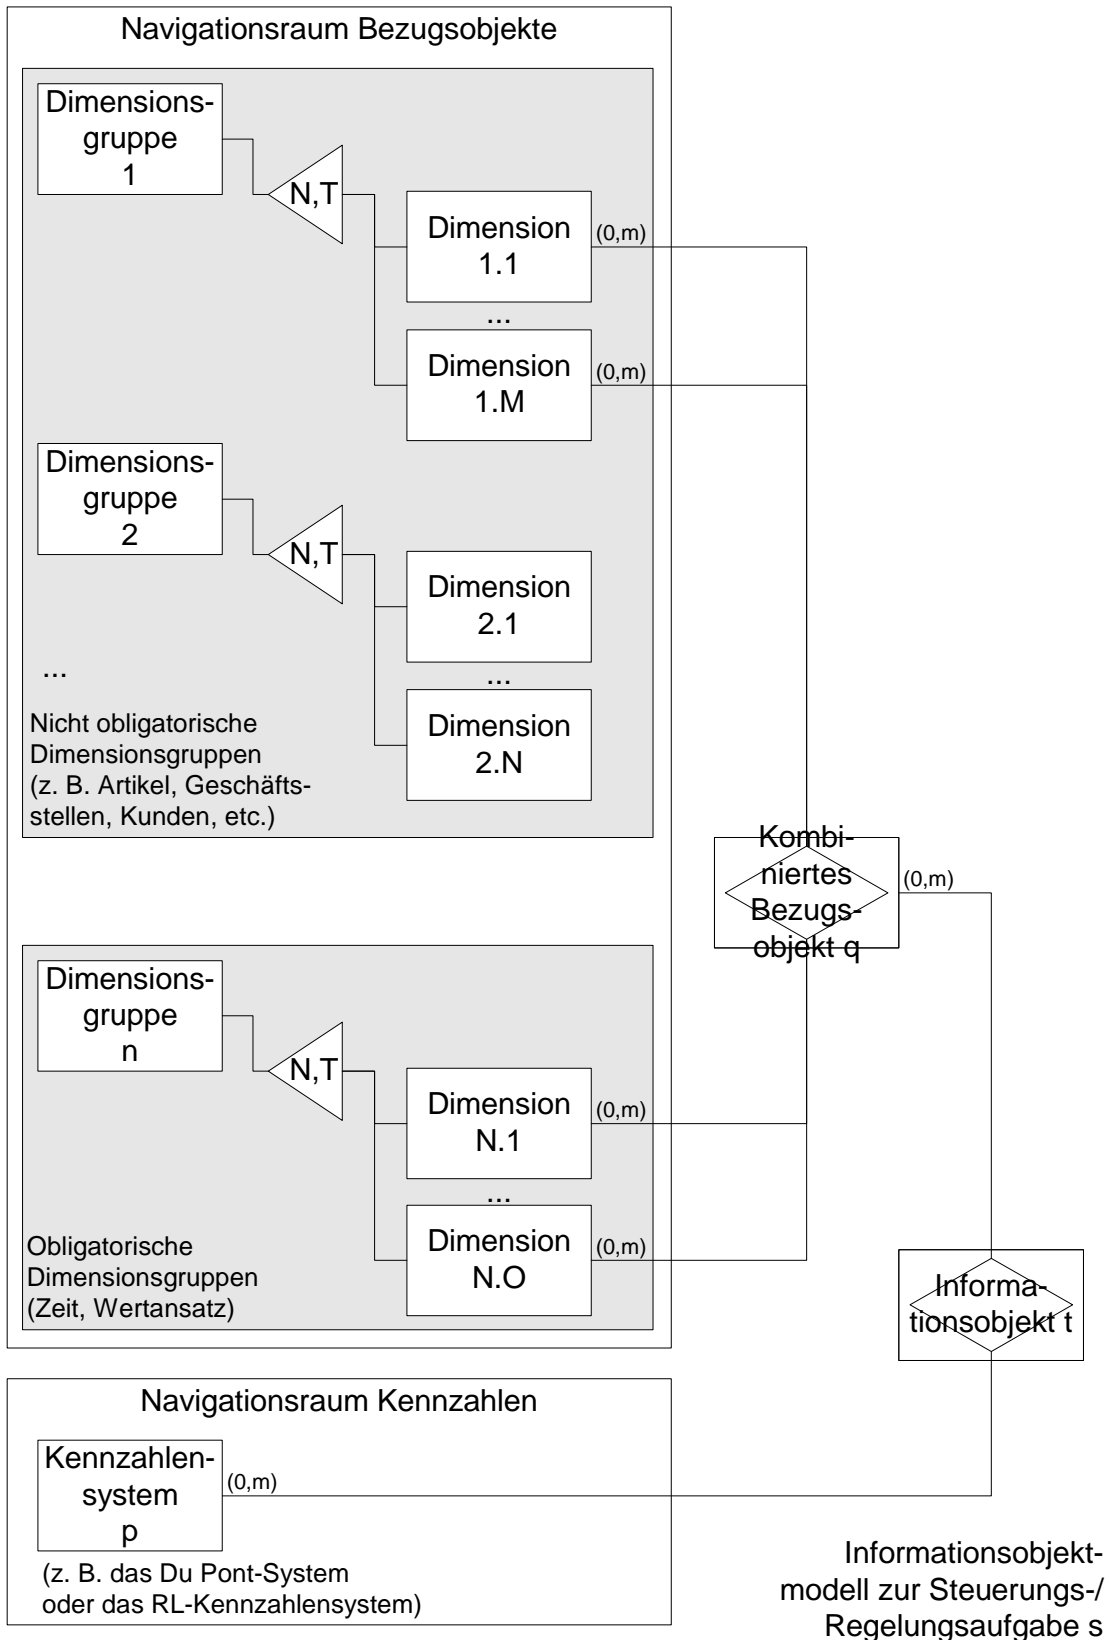 Navigationsraum Bezugsobjekte
Dimensions-
gruppe
1
N,T
Dimension
1.1
(0,m)
...
Dimension
1.M
(0,m)
Dimensions-
gruppe
2
N,T
Dimension
2.1
...
Dimension
2.N
...
Nicht obligatorische
Dimensionsgruppen
(z. B. Artikel, Geschäfts-
stellen, Kunden, etc.)
Kombi-
niertes
Bezugs-
objekt q
(0,m)
Dimensions-
gruppe
n
N,T
Dimension
N.1
(0,m)
...
Dimension
N.O
(0,m)
Obligatorische
Dimensionsgruppen
(Zeit, Wertansatz)
Informa-
tionsobjekt t
Navigationsraum Kennzahlen
Kennzahlen-
system
p
(0,m)
(z. B. das Du Pont-System
oder das RL-Kennzahlensystem)
Informationsobjekt-
modell zur Steuerungs-/
Regelungsaufgabe s